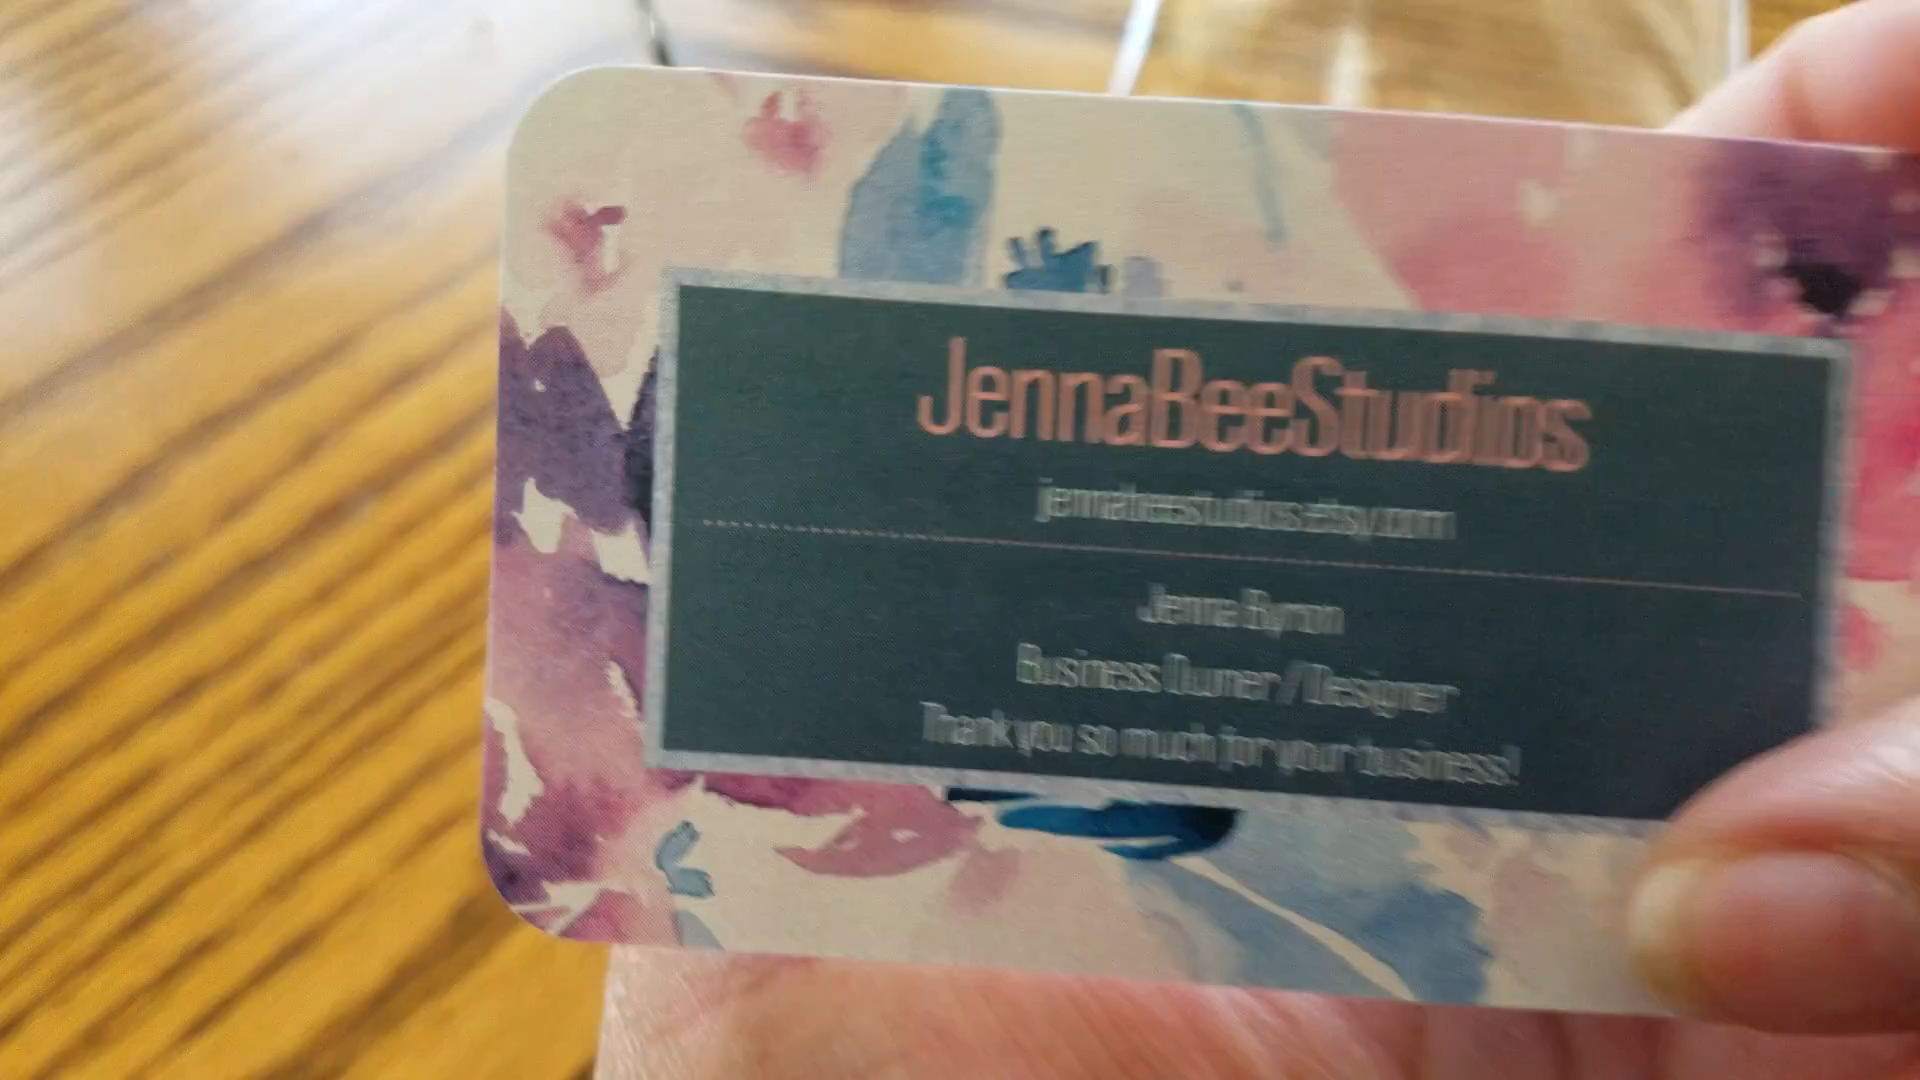 JennaBeeStudios
jennabeestudios.etsy.com
Jenna Byron
Business Owner / Designer
Thank you so much for your business!